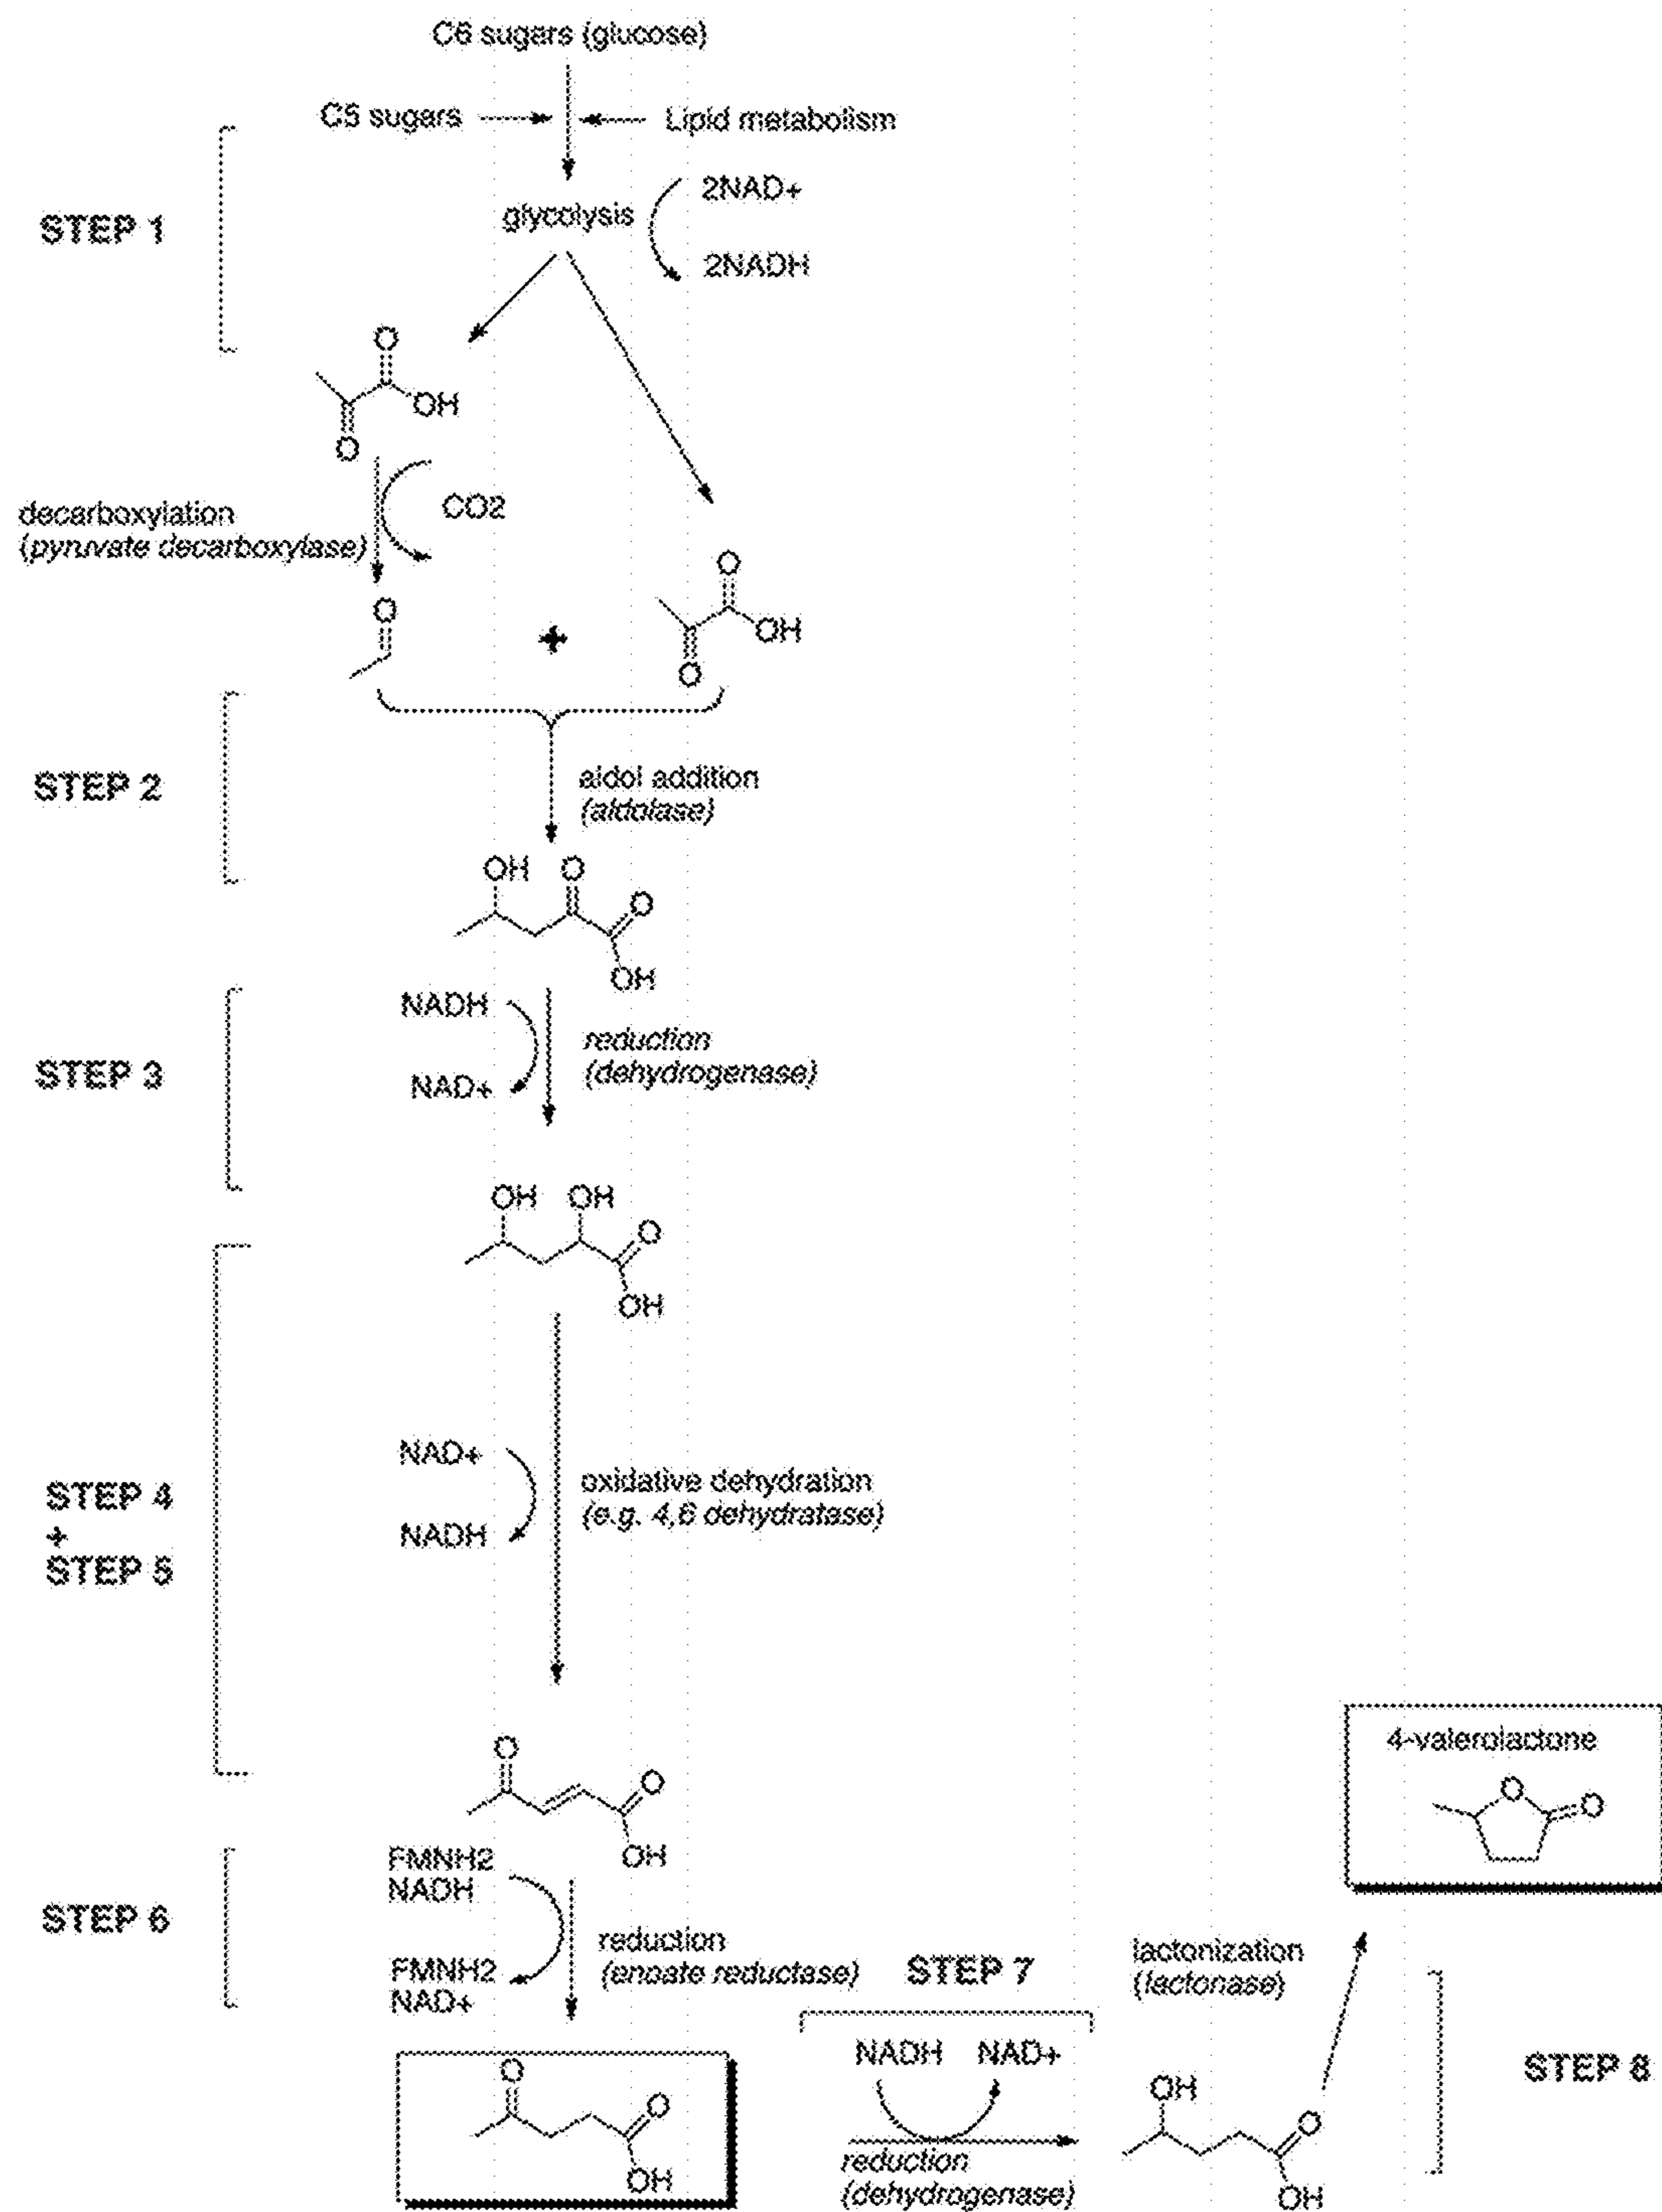 C6 sugars (glucose)
C5 sugars
Lipid metabolism
STEP 1
glycolysis
2NAD+
2NADH
O
OH
O
decarboxylation
(pyruvate decarboxylase)
CO2
O
+
O
OH
O
STEP 2
aldol addition
(aldolase)
OH O
O
OH
STEP 3
NADH
NAD+
reduction
(dehydrogenase)
OH OH
O
OH
STEP 4
+
STEP 5
NAD+
NADH
oxidative dehydration
(e.g. 4,6 dehydratase)
O
O
OH
STEP 6
FMNH2
NADH
FMNH2
NAD+
reduction
(enoate reductase)
O
O
OH
STEP 7
NADH NAD+
reduction
(dehydrogenase)
OH
O
OH
lactonization
(lactonase)
STEP 8
4-valerolactone
O
O